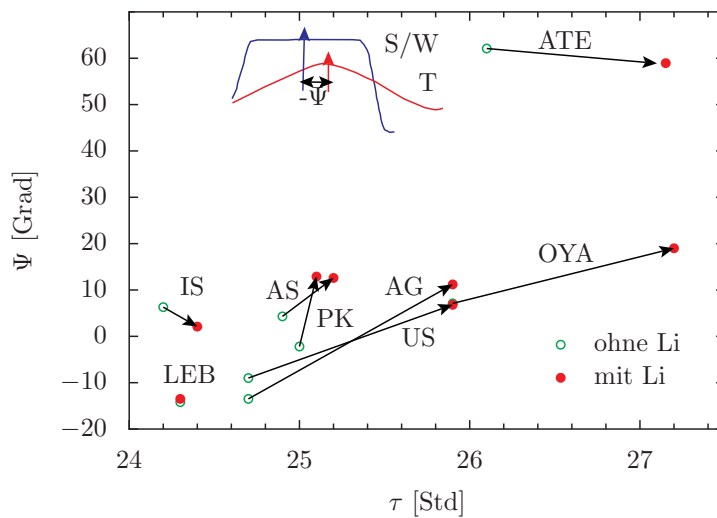 60
50
40
30
20
10
0
−10
−20
24
25
26
27
Ψ [Grad]
τ [Std]
S/W
T
-Ψ
ATE
OYA
IS
AS
AG
PK
US
LEB
ohne Li
mit Li